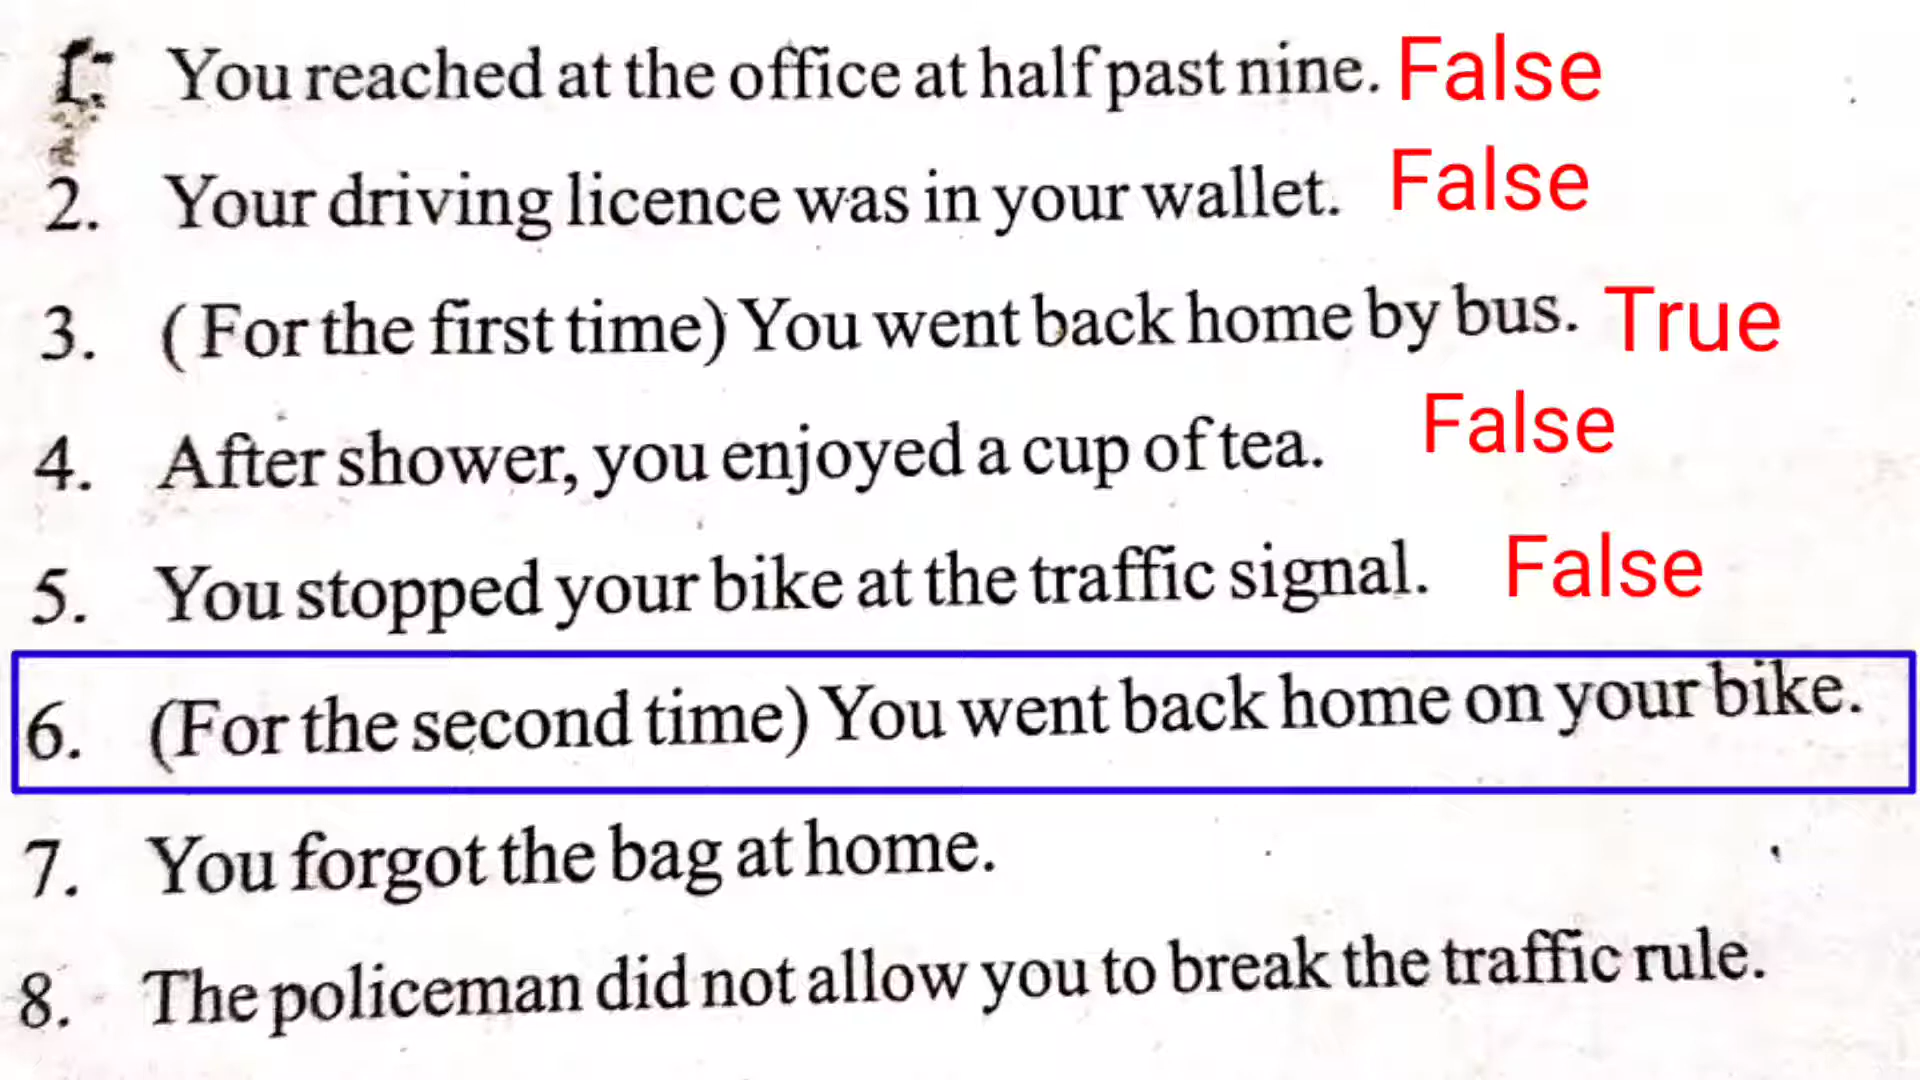 1. You reached at the office at half past nine. False
2. Your driving licence was in your wallet. False
3. ( For the first time) You went back home by bus. True
4. After shower, you enjoyed a cup of tea. False
5. You stopped your bike at the traffic signal. False
6. (For the second time) You went back home on your bike.
7. You forgot the bag at home.
8. The policeman did not allow you to break the traffic rule.